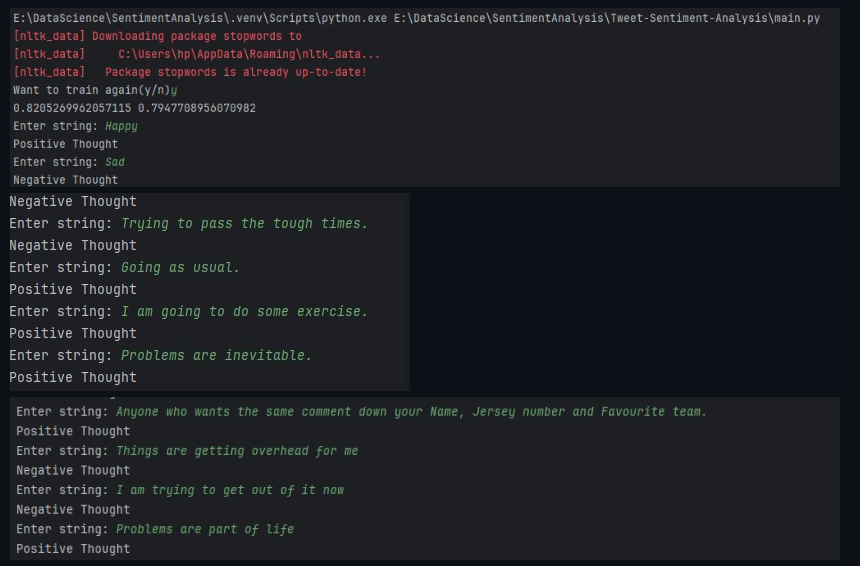 E:\DataScience\SentimentAnalysis\.venv\Scripts\python.exe E:\DataScience\SentimentAnalysis\Tweet-Sentiment-Analysis\main.py
[nltk_data] Downloading package stopwords to
[nltk_data]     C:\Users\hp\AppData\Roaming\nltk_data...
[nltk_data]   Package stopwords is already up-to-date!
Want to train again(y/n)y
0.8205269962057115 0.7947708956070982
Enter string: Happy
Positive Thought
Enter string: Sad
Negative Thought
Negative Thought
Enter string: Trying to pass the tough times.
Negative Thought
Enter string: Going as usual.
Positive Thought
Enter string: I am going to do some exercise.
Positive Thought
Enter string: Problems are inevitable.
Positive Thought
Enter string: Anyone who wants the same comment down your Name, Jersey number and Favourite team.
Positive Thought
Enter string: Things are getting overhead for me
Negative Thought
Enter string: I am trying to get out of it now
Negative Thought
Enter string: Problems are part of life
Positive Thought